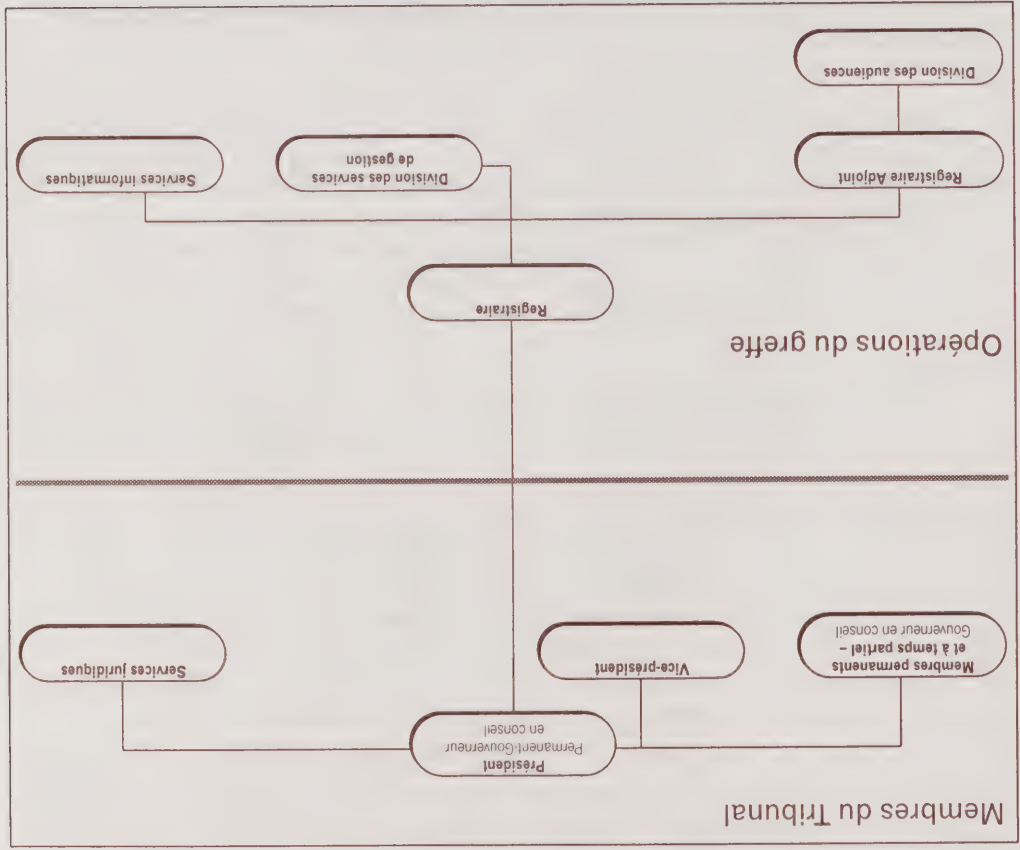 Membres du Tribunal
Président
Permanent-Gouverneur
en conseil
Membres permanents
et à temps partiel –
Gouverneur en conseil
Vice-président
Services juridiques
Opérations du greffe
Registraire
Registraire Adjoint
Division des services
de gestion
Services informatiques
Division des audiences